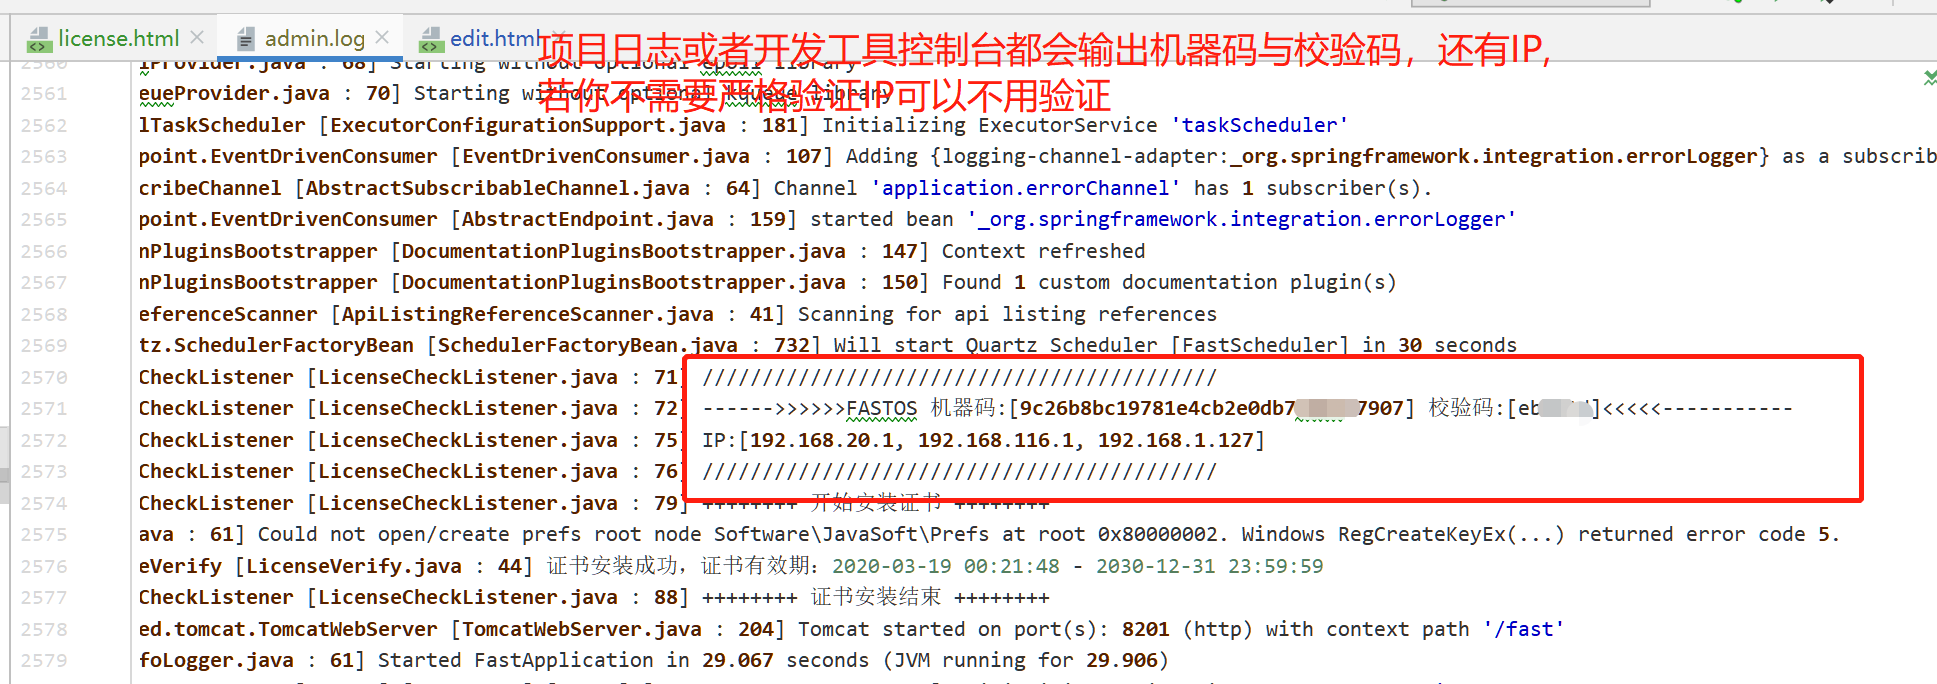 license.html
admin.log
edit.html
项目日志或者开发工具控制台都会输出机器码与校验码，还有IP，
若你不需要严格验证IP可以不用验证
2560 Provider.java : 68] Starting without optional epoll library
2561 eueProvider.java : 70] Starting without optional kqueue library
2562 lTaskScheduler [ExecutorConfigurationSupport.java : 181] Initializing ExecutorService 'taskScheduler'
2563 point.EventDrivenConsumer [EventDrivenConsumer.java : 107] Adding {logging-channel-adapter:_org.springframework.integration.errorLogger} as a subscrib
2564 cribeChannel [AbstractSubscribableChannel.java : 64] Channel 'application.errorChannel' has 1 subscriber(s).
2565 point.EventDrivenConsumer [AbstractEndpoint.java : 159] started bean '_org.springframework.integration.errorLogger'
2566 nPluginsBootstrapper [DocumentationPluginsBootstrapper.java : 147] Context refreshed
2567 nPluginsBootstrapper [DocumentationPluginsBootstrapper.java : 150] Found 1 custom documentation plugin(s)
2568 eferenceScanner [ApiListingReferenceScanner.java : 41] Scanning for api listing references
2569 tz.SchedulerFactoryBean [SchedulerFactoryBean.java : 732] Will start Quartz Scheduler [FastScheduler] in 30 seconds
2570 CheckListener [LicenseCheckListener.java : 71] ///////////////////////////////////////////
2571 CheckListener [LicenseCheckListener.java : 72] ------>>>>>>FASTOS 机器码:[9c26b8bc19781e4cb2e0db7 7907] 校验码:[eb ]<<<<<-----------
2572 CheckListener [LicenseCheckListener.java : 75] IP:[192.168.20.1, 192.168.116.1, 192.168.1.127]
2573 CheckListener [LicenseCheckListener.java : 76] ///////////////////////////////////////////
2574 CheckListener [LicenseCheckListener.java : 79] ++++++++ 开始安装证书 ++++++++
2575 ava : 61] Could not open/create prefs root node Software\JavaSoft\Prefs at root 0x80000002. Windows RegCreateKeyEx(...) returned error code 5.
2576 eVerify [LicenseVerify.java : 44] 证书安装成功，证书有效期：2020-03-19 00:21:48 - 2030-12-31 23:59:59
2577 CheckListener [LicenseCheckListener.java : 88] ++++++++ 证书安装结束 ++++++++
2578 ed.tomcat.TomcatWebServer [TomcatWebServer.java : 204] Tomcat started on port(s): 8201 (http) with context path '/fast'
2579 foLogger.java : 61] Started FastApplication in 29.067 seconds (JVM running for 29.906)